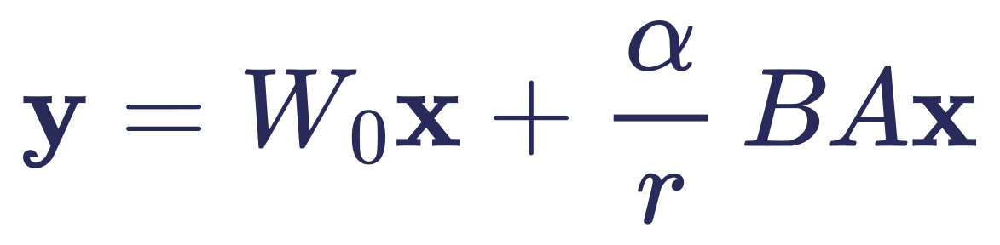 y = W₀x + α/r BAx